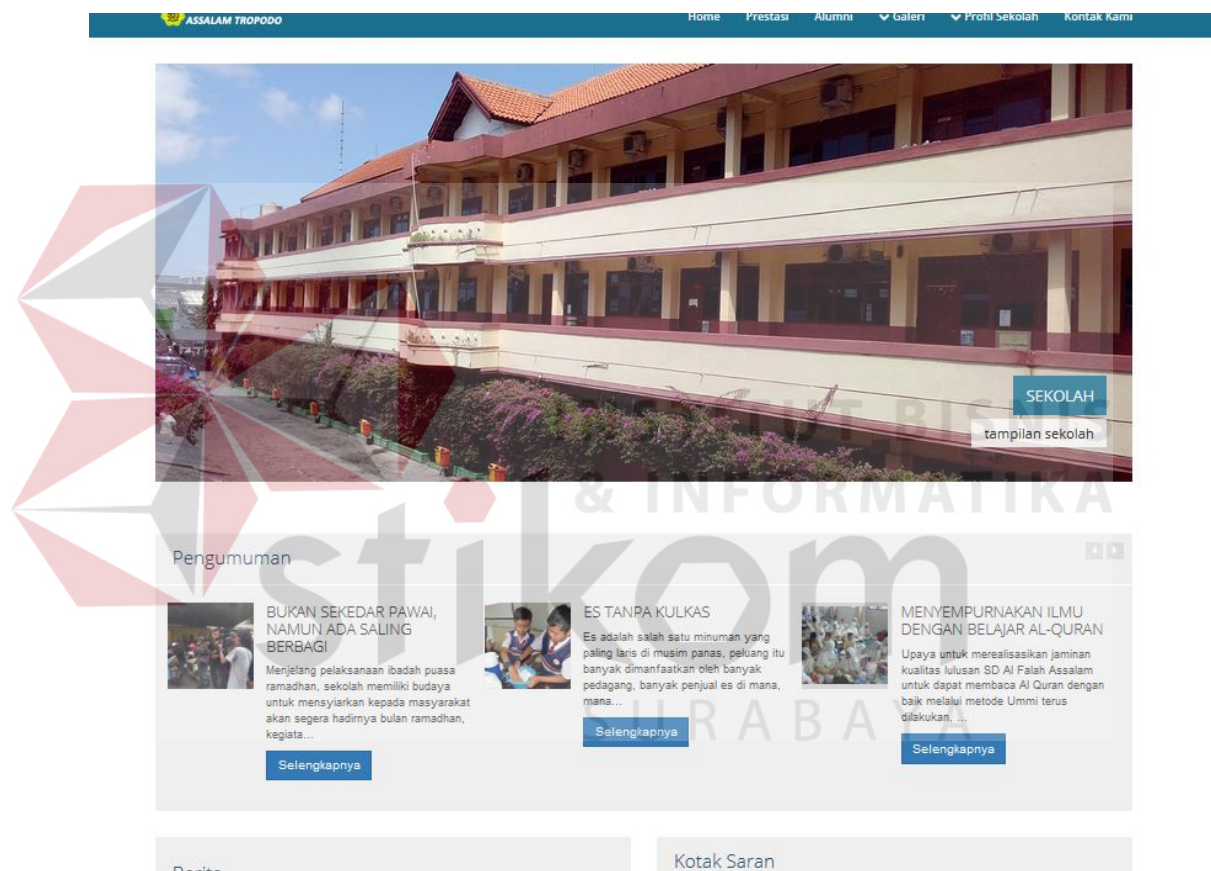 ASSALAM TROPODO
Home Prestasi Alumni Galeri Profil Sekolah Kontak Kami
SEKOLAH
tampilan sekolah
INSTITUT BISNIS
& INFORMATIKA
stikom
SURABAYA
Pengumuman
BUKAN SEKEDAR PAWAI,
NAMUN ADA SALING
BERBAGI
Menjelang pelaksanaan ibadah puasa
ramadhan, sekolah memiliki budaya
untuk mensyiarkan kepada masyarakat
akan segera hadirnya bulan ramadhan,
kegiata...
Selengkapnya
ES TANPA KULKAS
Es adalah salah satu minuman yang
paling laris di musim panas, peluang itu
banyak dimanfaatkan oleh banyak
pedagang, banyak penjual es di mana,
mana...
Selengkapnya
MENYEMPURNAKAN ILMU
DENGAN BELAJAR AL-QURAN
Upaya untuk merealisasikan jaminan
kualitas lulusan SD Al Falah Assalam
untuk dapat membaca Al Quran dengan
baik melalui metode Ummi terus
dilakukan, ...
Selengkapnya
Berita
Kotak Saran